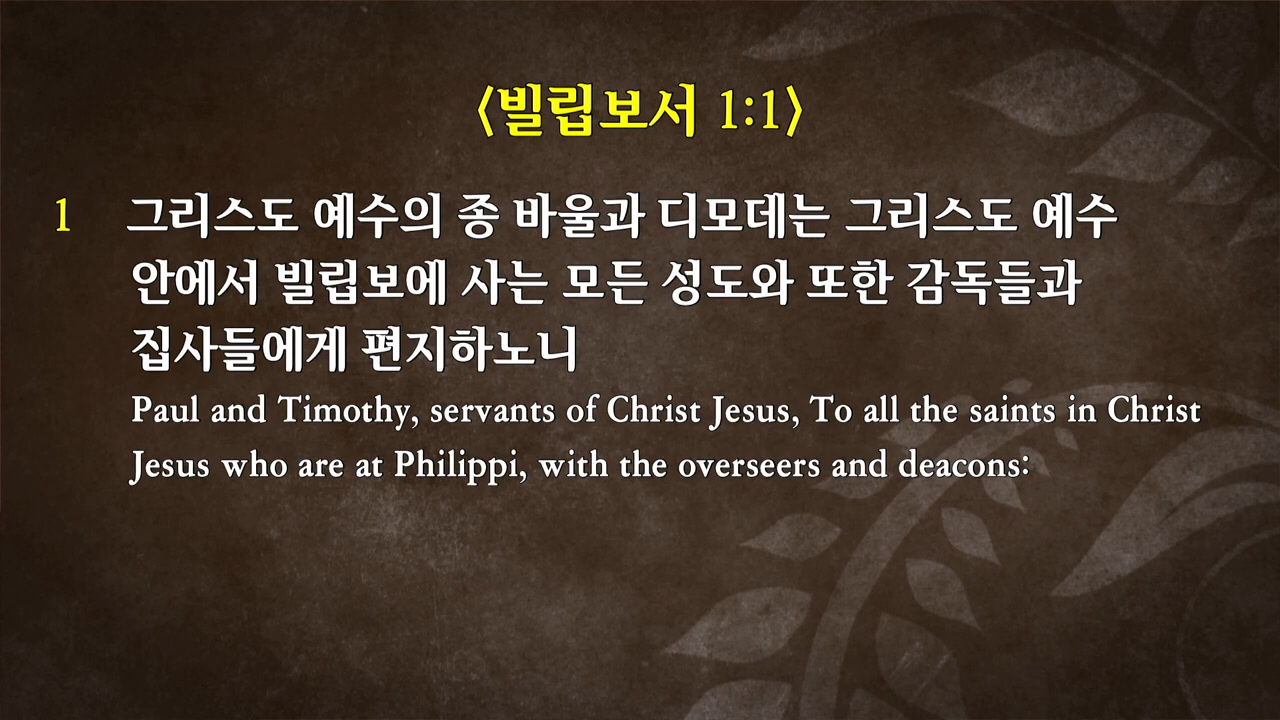 <빌립보서 1:1>
1 그리스도 예수의 종 바울과 디모데는 그리스도 예수
안에서 빌립보에 사는 모든 성도와 또한 감독들과
집사들에게 편지하노니
Paul and Timothy, servants of Christ Jesus, To all the saints in Christ
Jesus who are at Philippi, with the overseers and deacons: